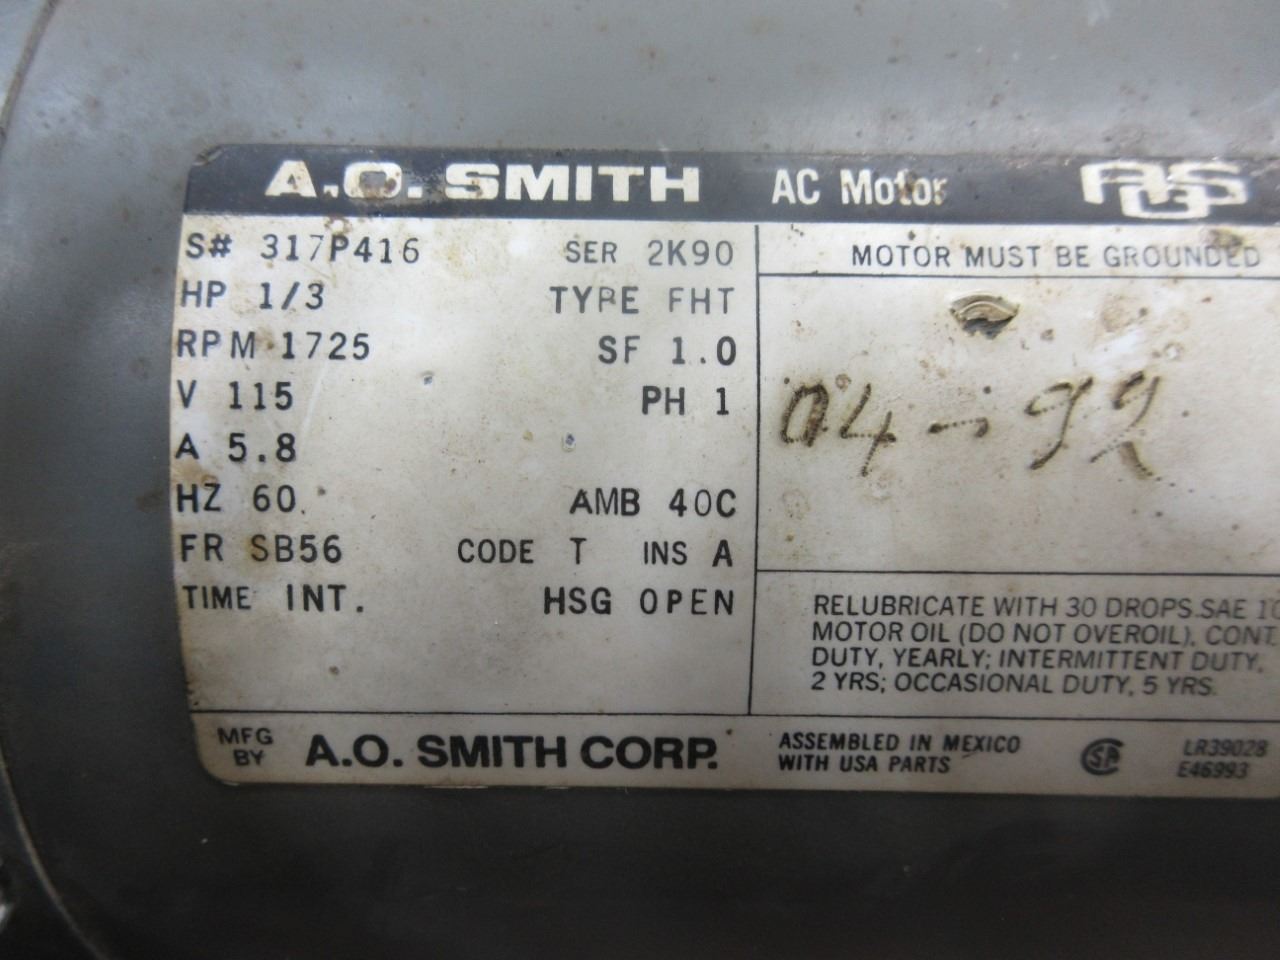 A.O. SMITH AC Motor AOS
S# 317P416 SER 2K90
HP 1/3 TYPE FHT
RPM 1725 SF 1.0
V 115 PH 1
A 5.8
HZ 60 AMB 40C
FR SB56 CODE T INS A
TIME INT. HSG OPEN
MOTOR MUST BE GROUNDED
04-92
RELUBRICATE WITH 30 DROPS SAE
MOTOR OIL (DO NOT OVEROIL), CONT.
DUTY, YEARLY; INTERMITTENT DUTY,
2 YRS; OCCASIONAL DUTY, 5 YRS.
MFG
BY A.O. SMITH CORP.
ASSEMBLED IN MEXICO
WITH USA PARTS
LR39028
E46993